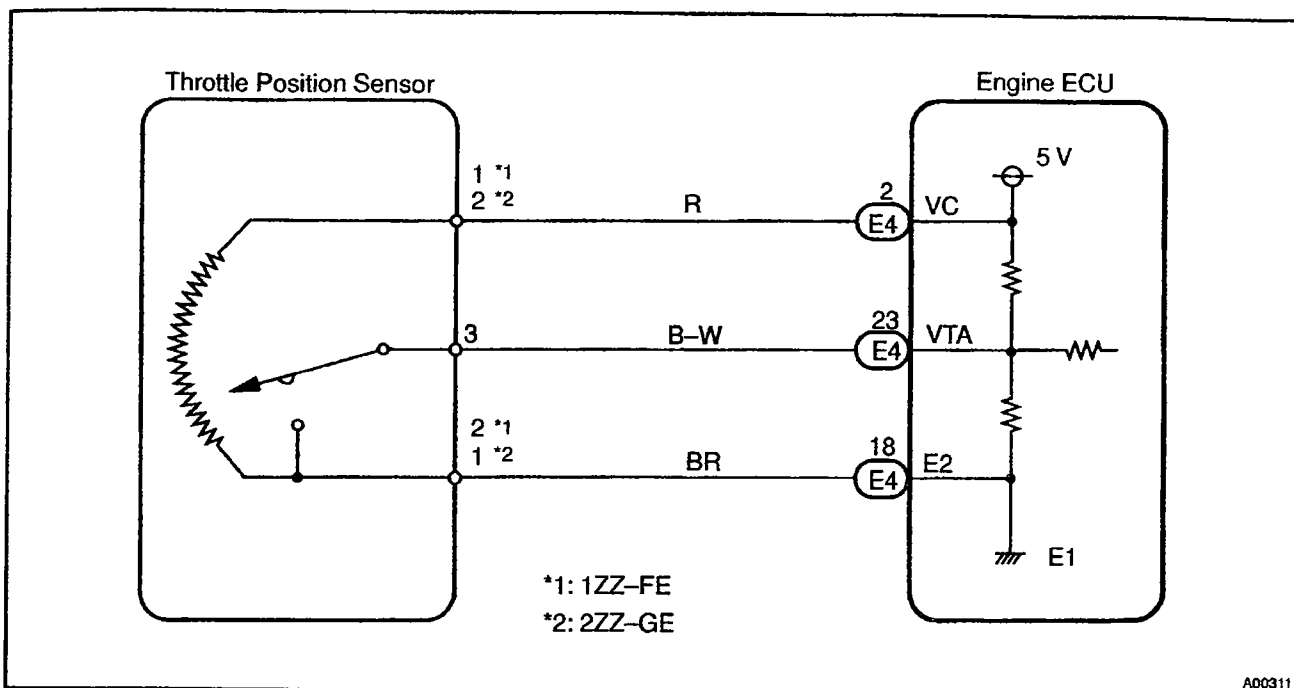 Throttle Position Sensor
Engine ECU
5 V
1 *1
2 *2
R
2
E4
VC
3
B–W
23
E4
VTA
2 *1
1 *2
BR
18
E4
E2
E1
*1: 1ZZ–FE
*2: 2ZZ–GE
A00311